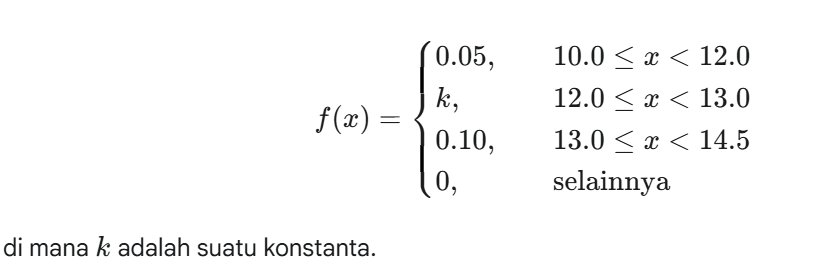 0.05, 10.0 ≤ x < 12.0
k, 12.0 ≤ x < 13.0
f(x) =
0.10, 13.0 ≤ x < 14.5
0, selainnya
di mana k adalah suatu konstanta.